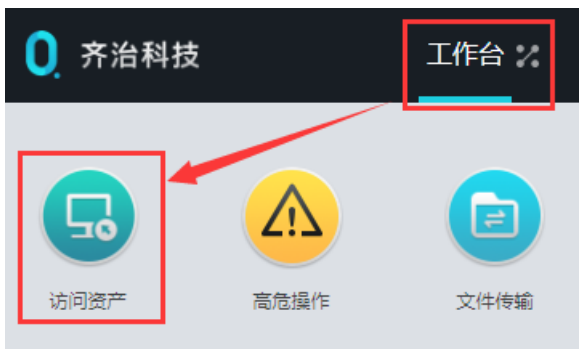 齐治科技
工作台
访问资产
高危操作
文件传输